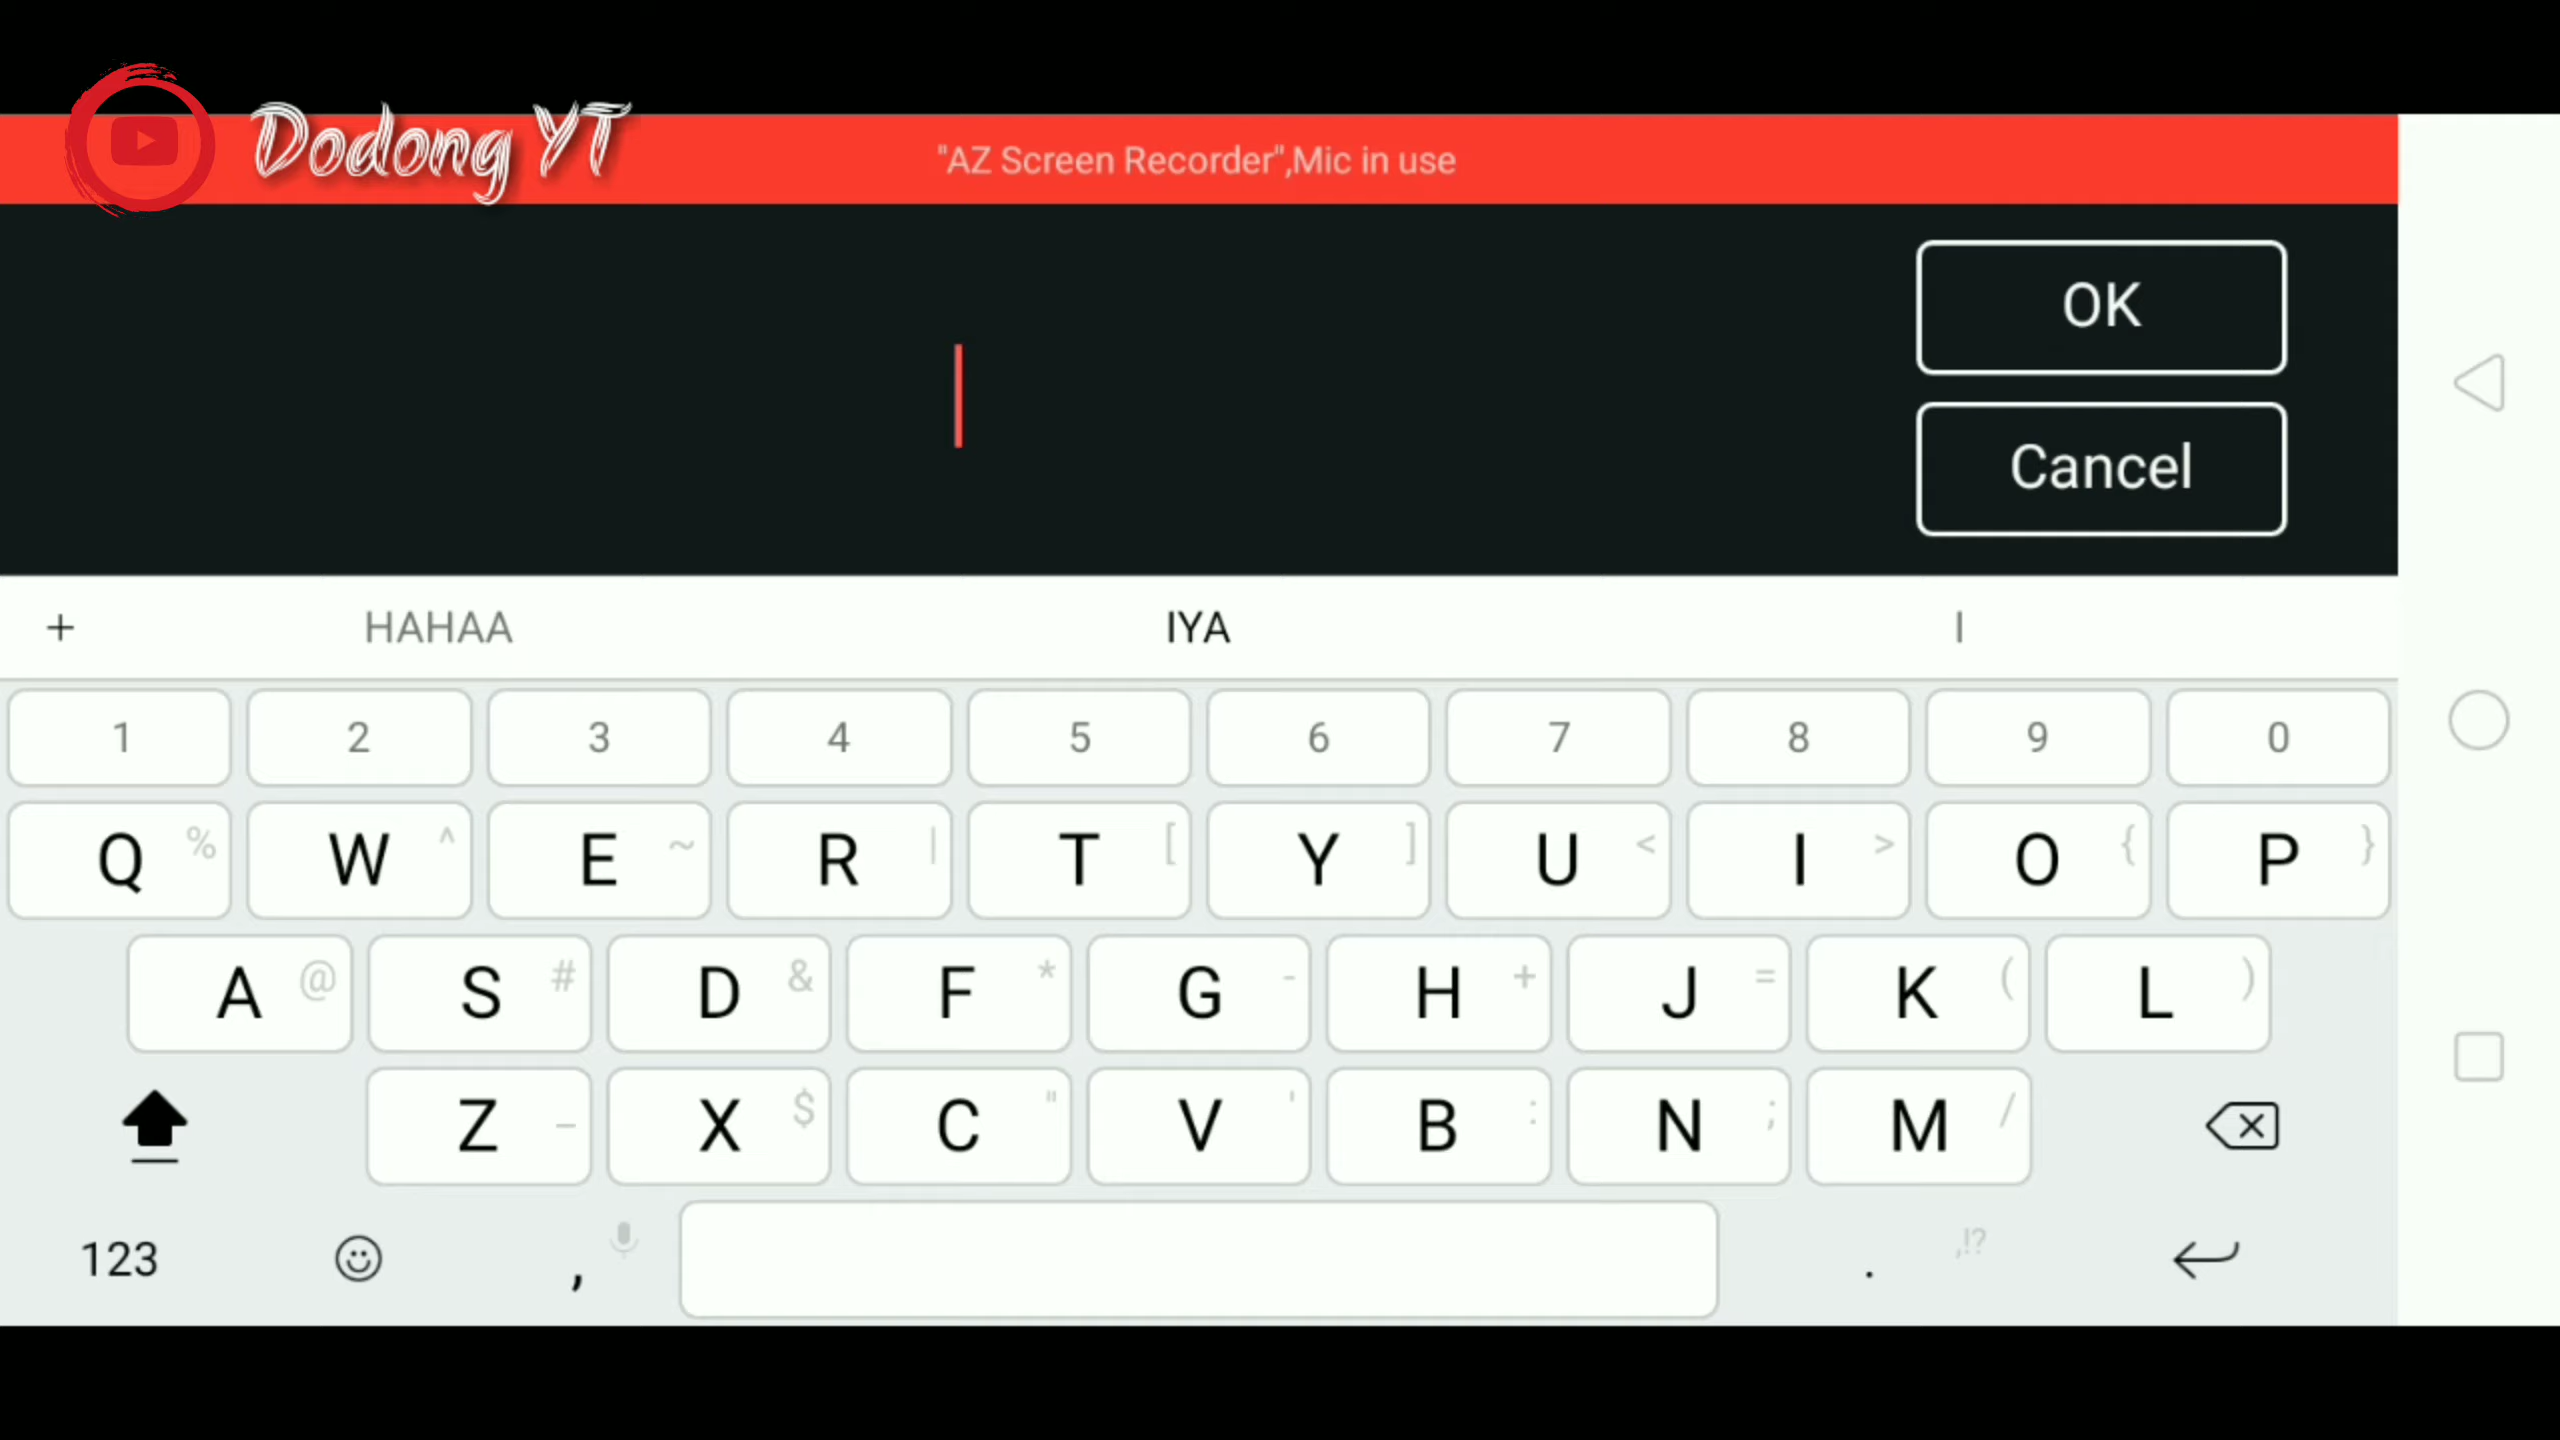 Dodong YT
"AZ Screen Recorder",Mic in use
OK
Cancel
+ HAHAA IYA I
1 2 3 4 5 6 7 8 9 0
Q % W ^ E ~ R | T [ Y ] U < I > O { P }
A @ S # D & F * G - H + J = K ( L )
Z _ X $ C " V ' B : N ; M /
123 , . ,!?